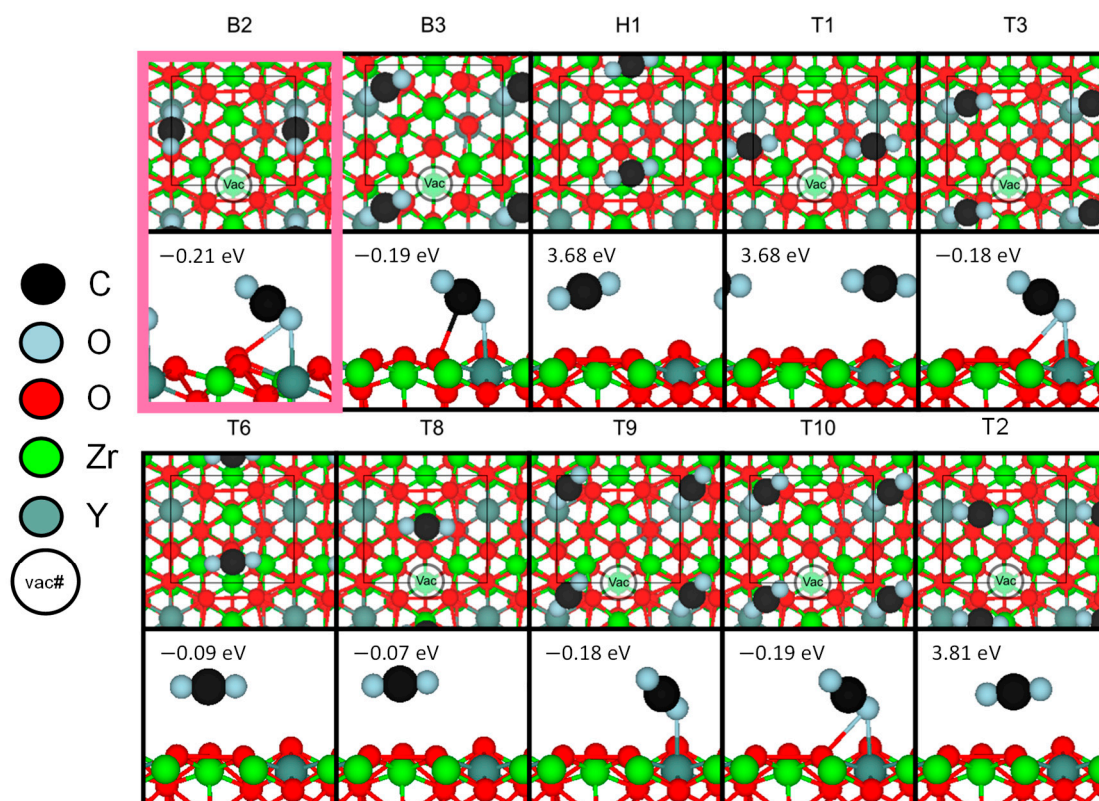 B2 B3 H1 T1 T3
Vac Vac Vac Vac Vac
−0.21 eV −0.19 eV 3.68 eV 3.68 eV −0.18 eV
C
O
O
Zr
Y
vac#
T6 T8 T9 T10 T2
Vac Vac Vac Vac
−0.09 eV −0.07 eV −0.18 eV −0.19 eV 3.81 eV